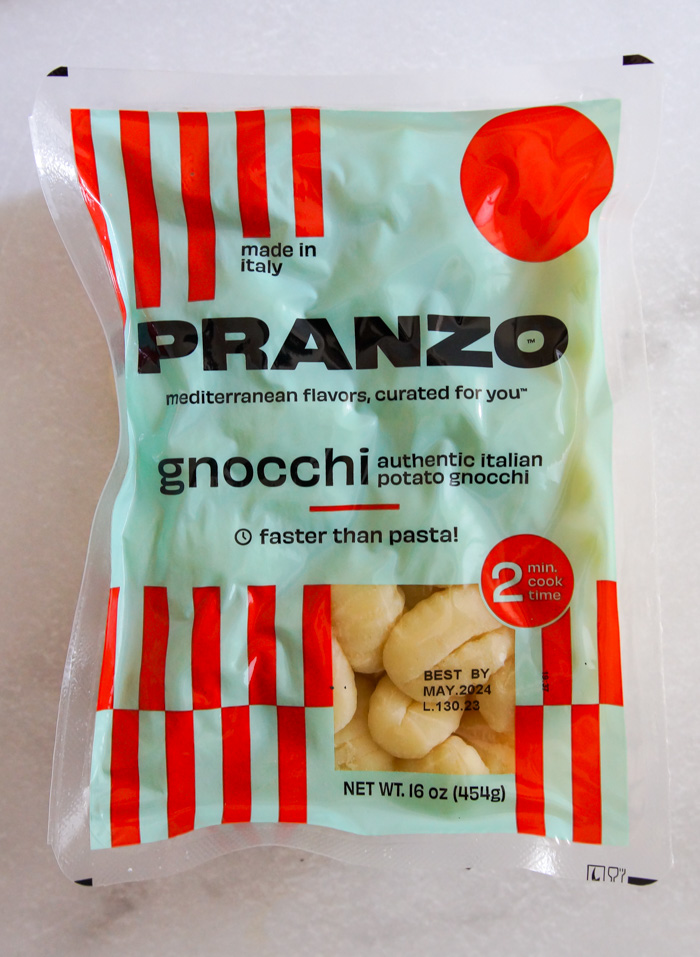 made in
italy
PRANZO™
mediterranean flavors, curated for you™
gnocchi
authentic italian
potato gnocchi
faster than pasta!
2
min.
cook
time
BEST BY
MAY.2024
L.130.23
NET WT. 16 oz (454g)